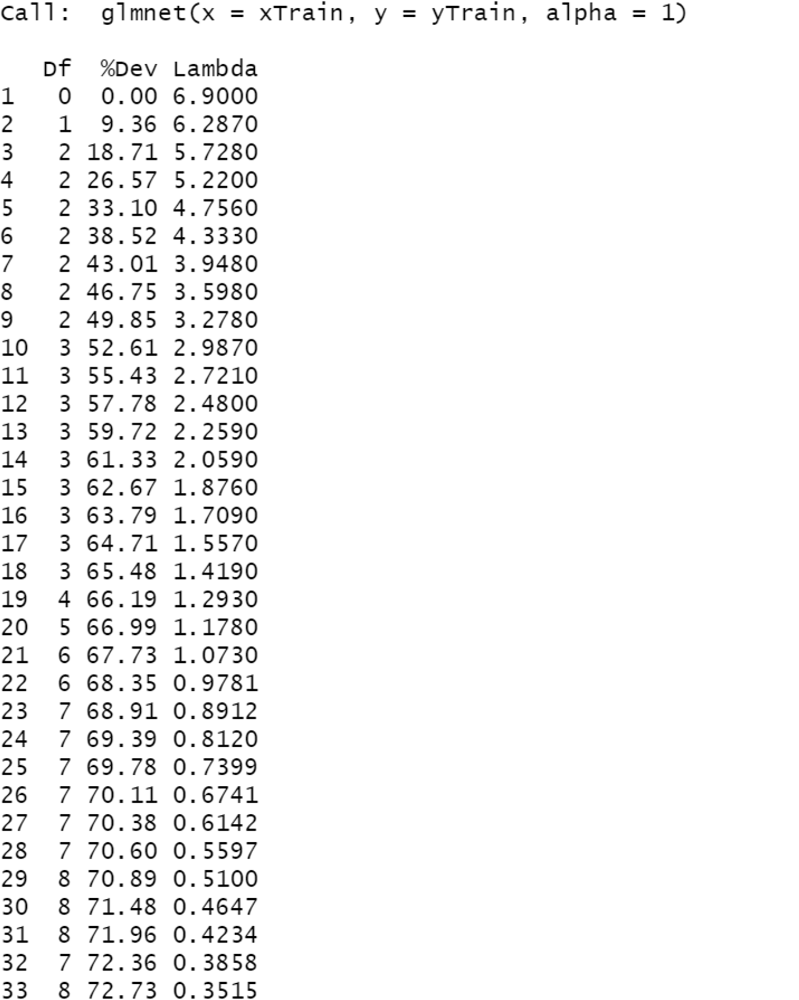 Call:  glmnet(x = xTrain, y = yTrain, alpha = 1)
   Df  %Dev Lambda
1   0  0.00 6.9000
2   1  9.36 6.2870
3   2 18.71 5.7280
4   2 26.57 5.2200
5   2 33.10 4.7560
6   2 38.52 4.3330
7   2 43.01 3.9480
8   2 46.75 3.5980
9   2 49.85 3.2780
10  3 52.61 2.9870
11  3 55.43 2.7210
12  3 57.78 2.4800
13  3 59.72 2.2590
14  3 61.33 2.0590
15  3 62.67 1.8760
16  3 63.79 1.7090
17  3 64.71 1.5570
18  3 65.48 1.4190
19  4 66.19 1.2930
20  5 66.99 1.1780
21  6 67.73 1.0730
22  6 68.35 0.9781
23  7 68.91 0.8912
24  7 69.39 0.8120
25  7 69.78 0.7399
26  7 70.11 0.6741
27  7 70.38 0.6142
28  7 70.60 0.5597
29  8 70.89 0.5100
30  8 71.48 0.4647
31  8 71.96 0.4234
32  7 72.36 0.3858
33  8 72.73 0.3515